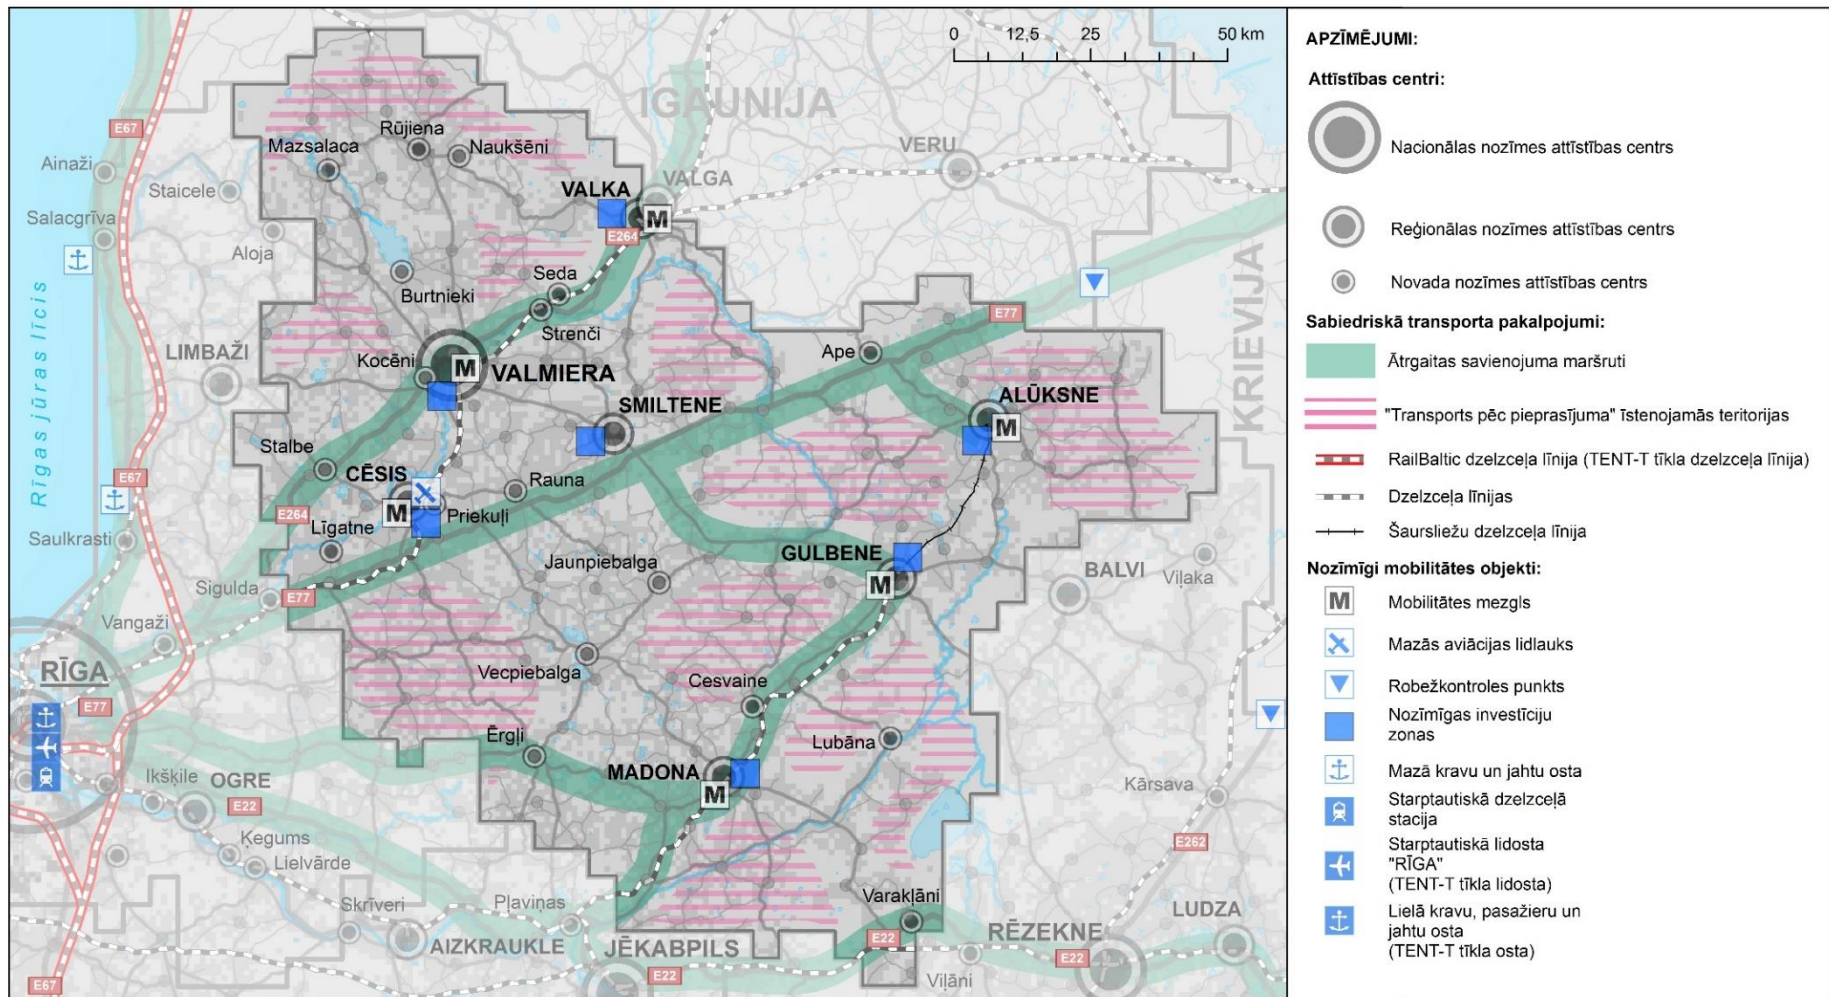 0 12,5 25 50 km
IGAUNIJA
E67
Rūjiena
Mazsalaca
Naukšēni
VERU
Ainaži
Staicele
VALKA
VALGA
M
Salacgrīva
Aloja
E264
Seda
Burtnieki
Strenči
E77
KRIEVIJA
Rīgas jūras līcis
LIMBAŽI
Kocēni
M
VALMIERA
Ape
SMILTENE
ALŪKSNE
M
Stalbe
CĒSIS
E67
Rauna
M
Priekuļi
E264
Līgatne
Saulkrasti
Jaunpiebalga
GULBENE
M
BALVI
Viļaka
Sigulda
E77
Vangaži
RĪGA
Vecpiebalga
Cesvaine
E77
Ērgļi
Lubāna
MADONA
M
Ikšķile
OGRE
E22
Kārsava
Ķegums
Lielvārde
E262
Skrīveri
Pļaviņas
Varakļāni
LUDZA
AIZKRAUKLE
JĒKABPILS
E22
RĒZEKNE
E22
E22
Viļāni
E67
APZĪMĒJUMI:
Attīstības centri:
Nacionālas nozīmes attīstības centrs
Reģionālas nozīmes attīstības centrs
Novada nozīmes attīstības centrs
Sabiedriskā transporta pakalpojumi:
Ātrgaitas savienojuma maršruti
"Transports pēc pieprasījuma" īstenojamās teritorijas
RailBaltic dzelzceļa līnija (TENT-T tīkla dzelzceļa līnija)
Dzelzceļa līnijas
Šaursliežu dzelzceļa līnija
Nozīmīgi mobilitātes objekti:
M Mobilitātes mezgls
Mazās aviācijas lidlauks
Robežkontroles punkts
Nozīmīgas investīciju
zonas
Mazā kravu un jahtu osta
Starptautiskā dzelzceļā
stacija
Starptautiskā lidosta
"RĪGA"
(TENT-T tīkla lidosta)
Lielā kravu, pasažieru un
jahtu osta
(TENT-T tīkla osta)